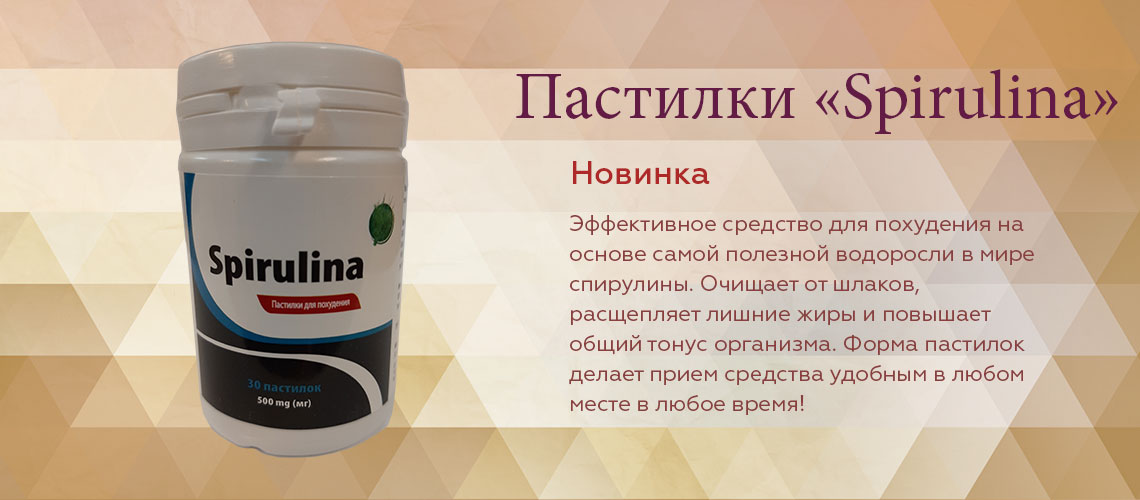 Пастилки «Spirulina»
Новинка
Эффективное средство для похудения на
основе самой полезной водоросли в мире
спирулины. Очищает от шлаков,
расщепляет лишние жиры и повышает
общий тонус организма. Форма пастилок
делает прием средства удобным в любом
месте в любое время!
Spirulina
Пастилки для похудения
30 пастилок
500 mg (мг)